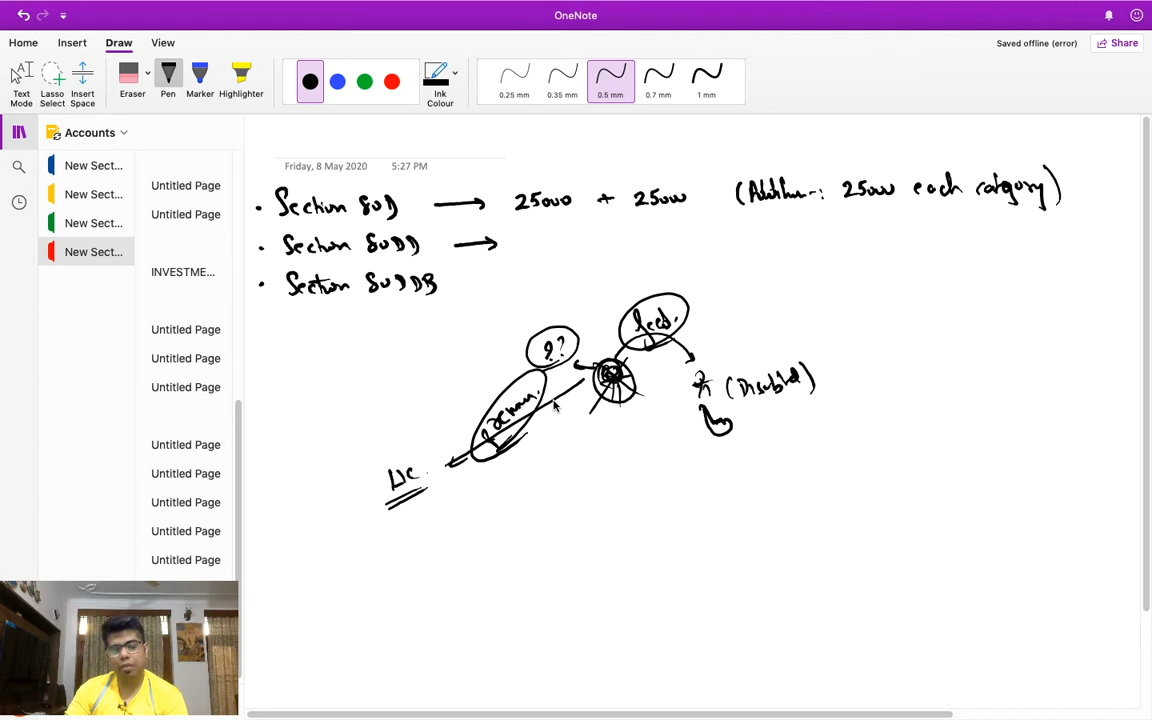 OneNote
Home Insert Draw View
Saved offline (error)
Share
Text Mode
Lasso Select
Insert Space
Eraser
Pen
Marker
Highlighter
Ink Colour
0.25 mm
0.35 mm
0.5 mm
0.7 mm
1 mm
Accounts
New Sect...
New Sect...
New Sect...
New Sect...
Untitled Page
Untitled Page
INVESTME...
Untitled Page
Untitled Page
Untitled Page
Untitled Page
Untitled Page
Untitled Page
Untitled Page
Untitled Page
Friday, 8 May 2020 5:27 PM
• Section 80D → 25000 + 25000 ( : 25000 each category)
• Section 80DD →
• Section 80DDB
??
(Disabled)
LIC